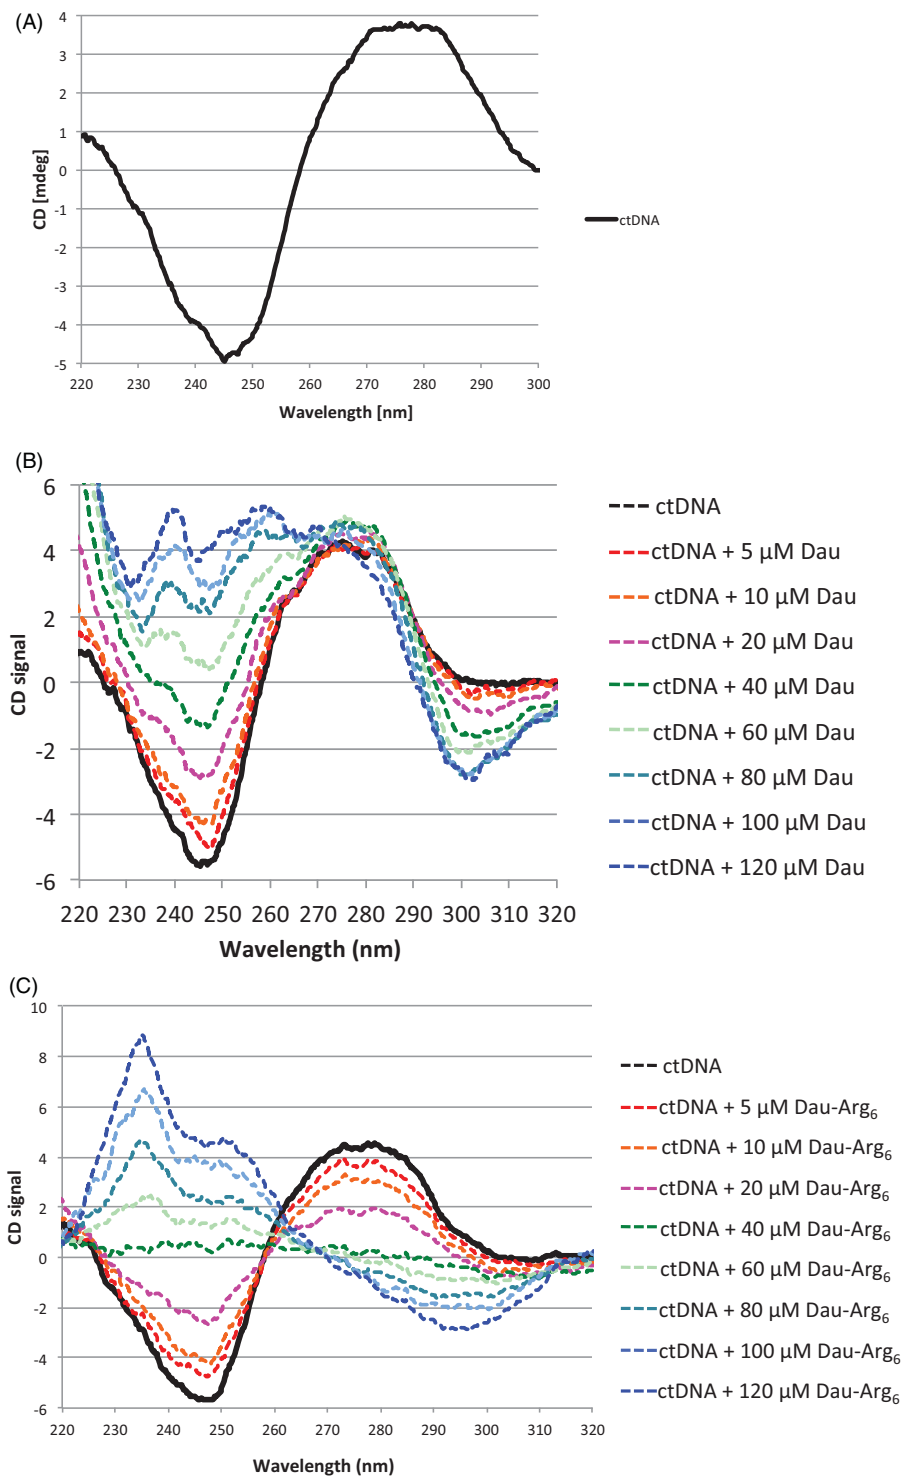 (A)
4
3
2
1
0
-1
-2
-3
-4
-5
CD [mdeg]
220 230 240 250 260 270 280 290 300
Wavelength [nm]
ctDNA
(B)
6
4
2
0
-2
-4
-6
CD signal
220 230 240 250 260 270 280 290 300 310 320
Wavelength (nm)
ctDNA
ctDNA + 5 µM Dau
ctDNA + 10 µM Dau
ctDNA + 20 µM Dau
ctDNA + 40 µM Dau
ctDNA + 60 µM Dau
ctDNA + 80 µM Dau
ctDNA + 100 µM Dau
ctDNA + 120 µM Dau
(C)
10
8
6
4
2
0
-2
-4
-6
CD signal
220 230 240 250 260 270 280 290 300 310 320
Wavelength (nm)
ctDNA
ctDNA + 5 µM Dau-Arg₆
ctDNA + 10 µM Dau-Arg₆
ctDNA + 20 µM Dau-Arg₆
ctDNA + 40 µM Dau-Arg₆
ctDNA + 60 µM Dau-Arg₆
ctDNA + 80 µM Dau-Arg₆
ctDNA + 100 µM Dau-Arg₆
ctDNA + 120 µM Dau-Arg₆